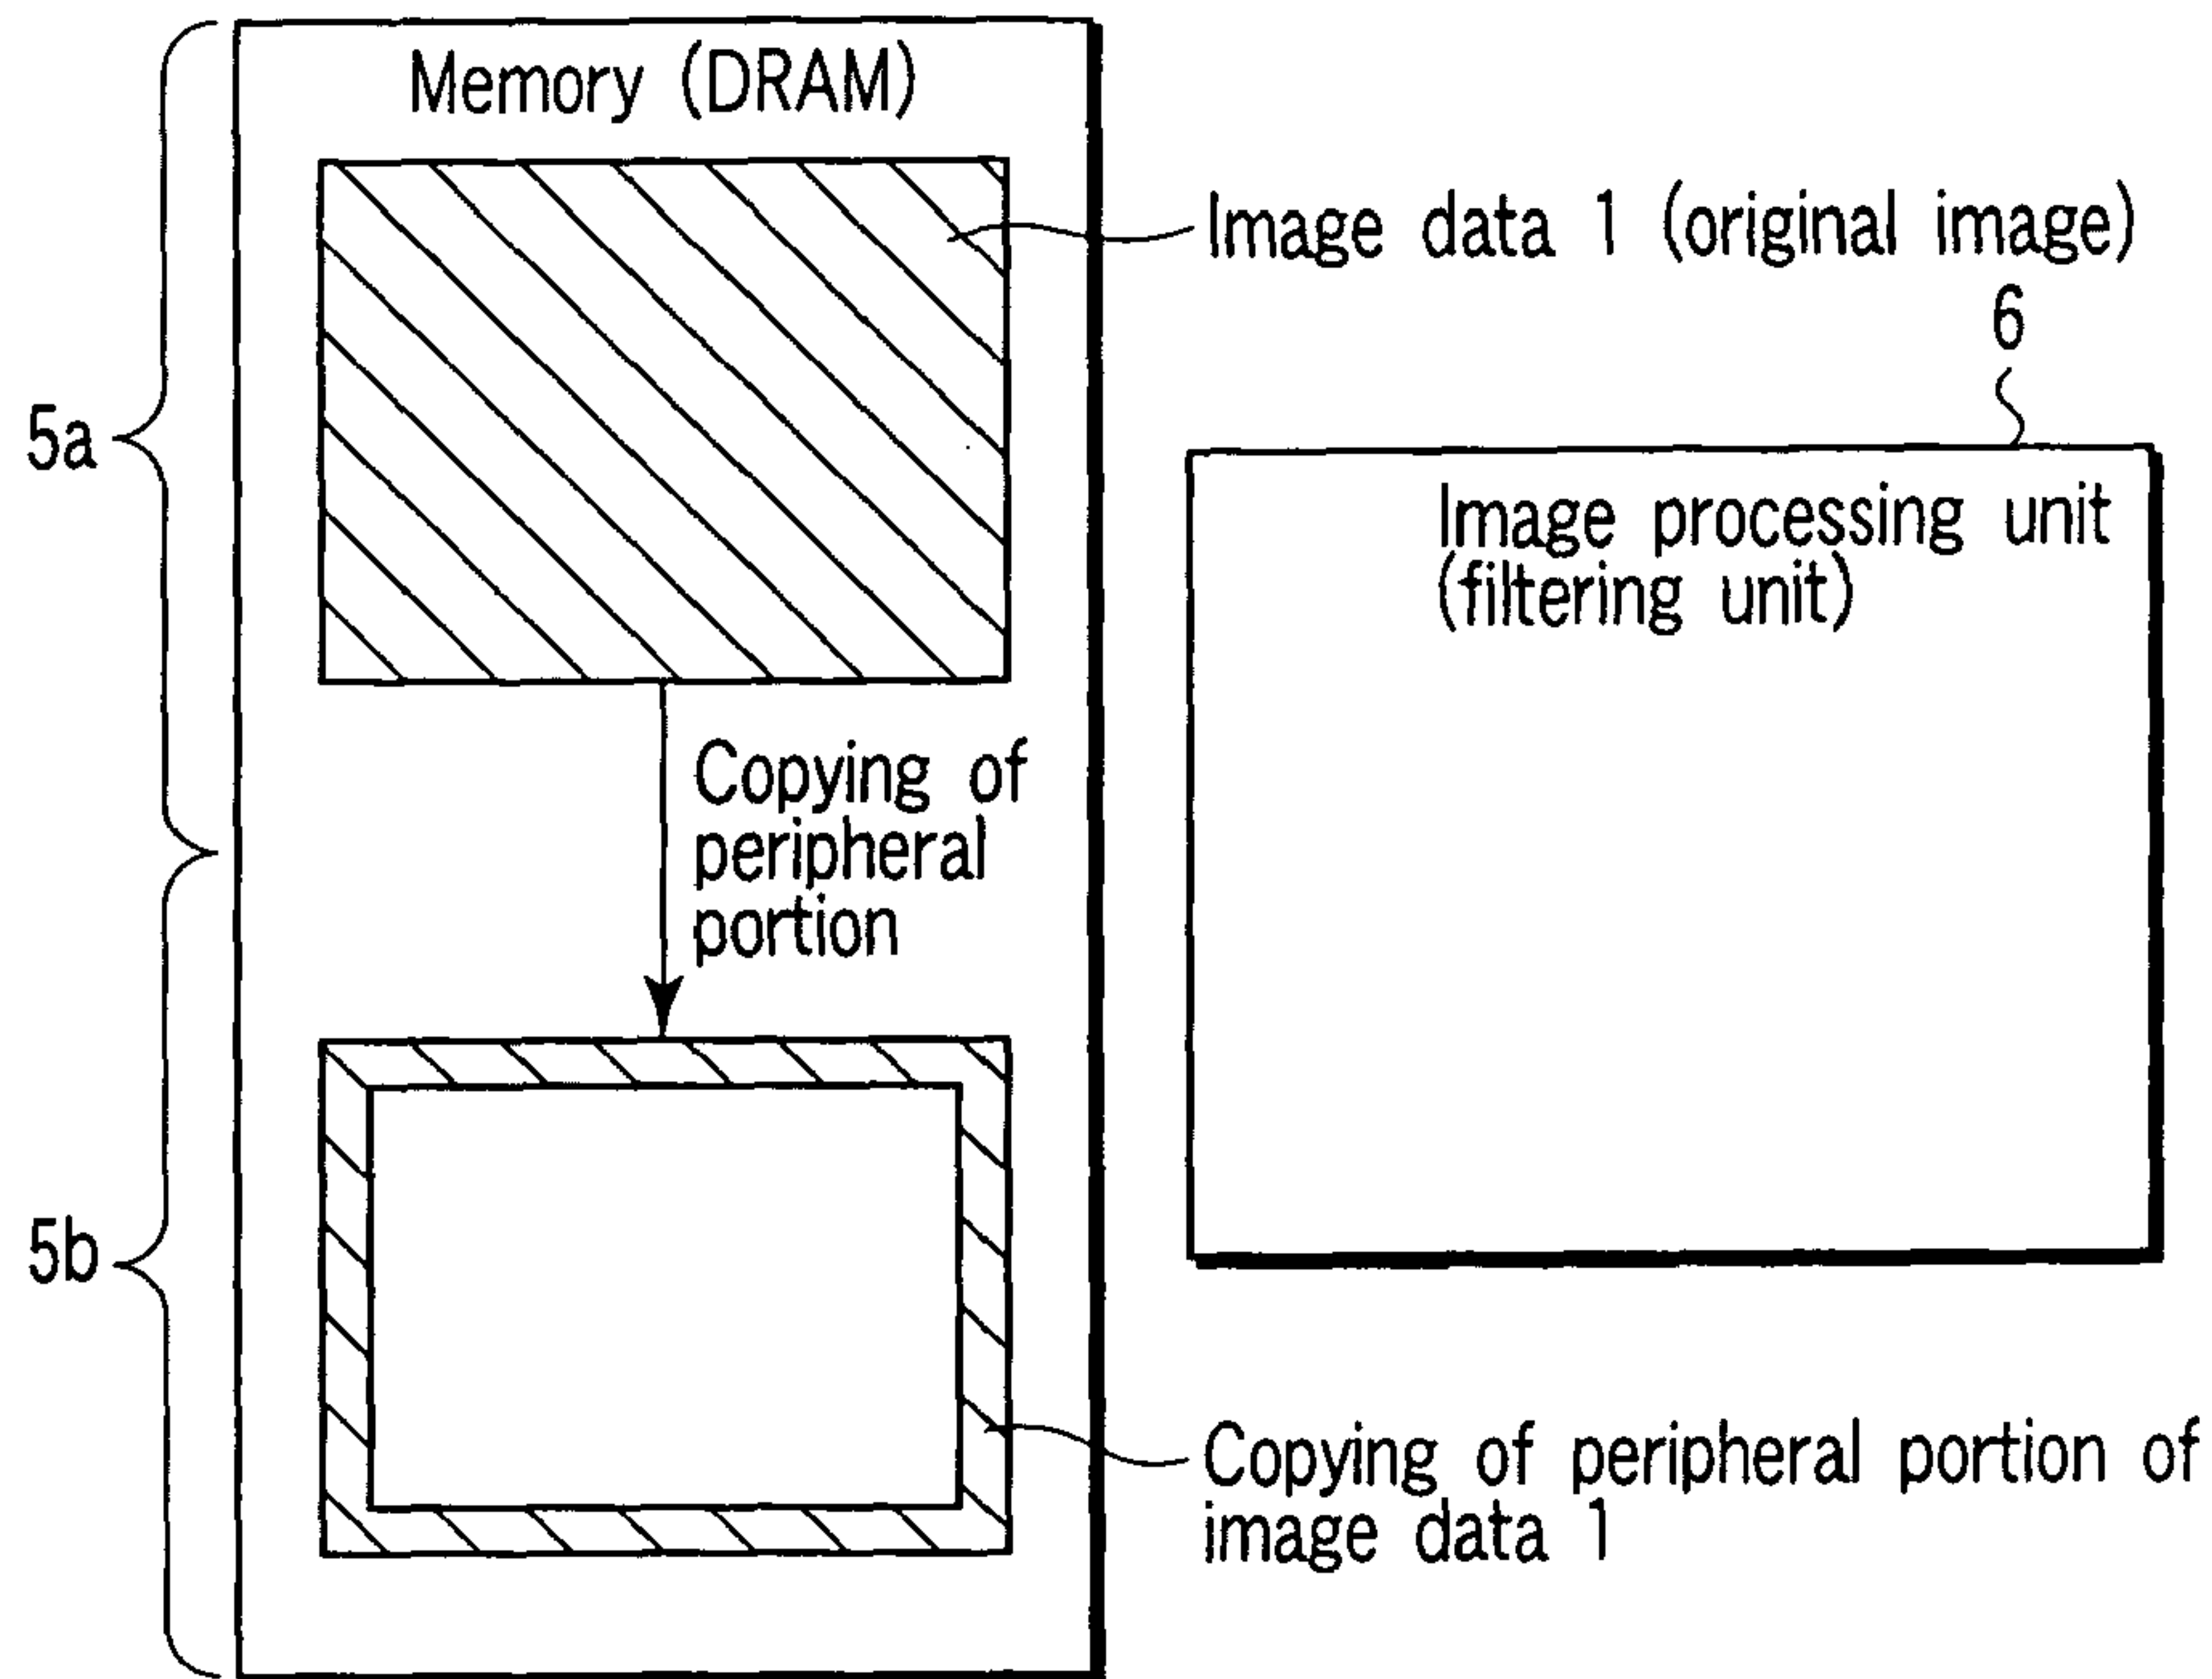 Memory (DRAM)
Image data 1 (original image)
6
5a
Image processing unit
(filtering unit)
Copying of
peripheral
portion
5b
Copying of peripheral portion of
image data 1